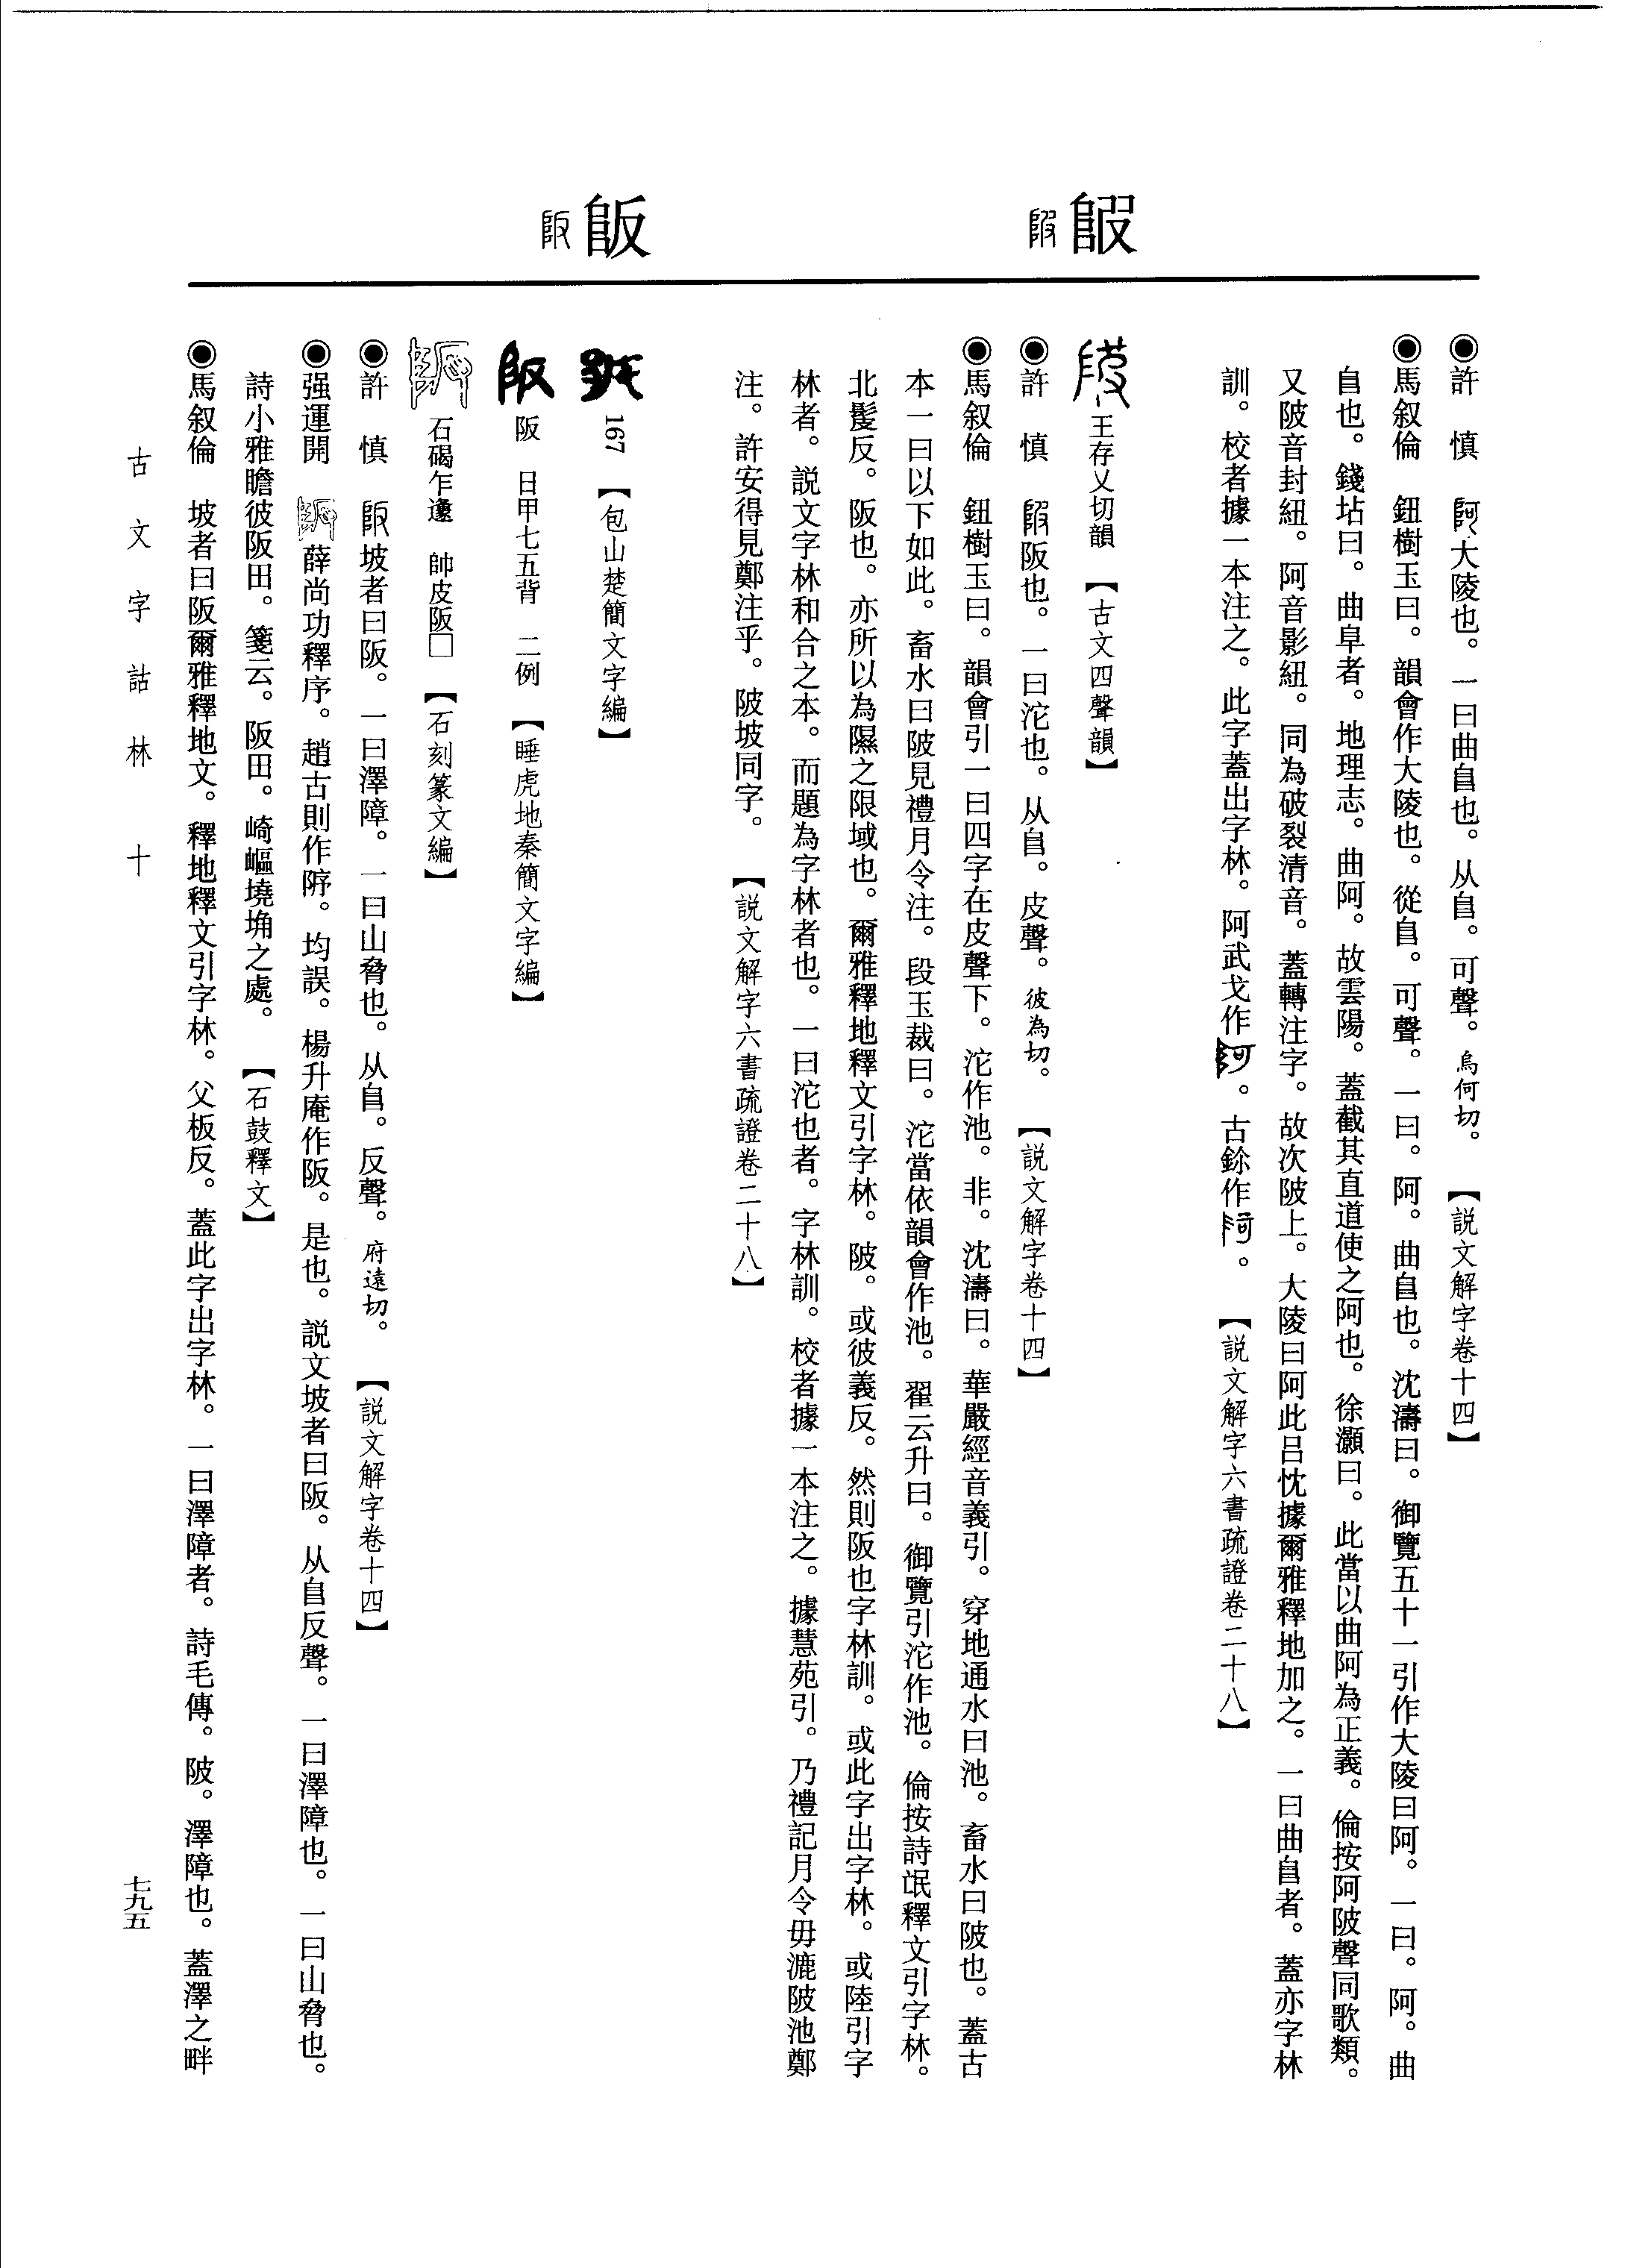 ●許　慎　大陵也。一曰曲𨸏也。从𨸏。可聲。烏何切。【説文解字卷十四】
●馬叙倫　鈕樹玉曰。韻會作大陵也。從𨸏。可聲。一曰。阿。曲𨸏也。沈濤曰。御覽五十一引作大陵曰阿。一曰。阿。曲
𨸏也。錢坫曰。曲阜者。地理志。曲阿。故雲陽。蓋截其直道使之阿也。徐灝曰。此當以曲阿為正義。倫按阿陂聲同歌類。
又陂音封紐。阿音影紐。同為破裂清音。蓋轉注字。故次陂上。大陵曰阿此吕忱據爾雅釋地加之。一曰曲𨸏者。蓋亦字林
訓。校者據一本注之。此字蓋出字林。阿武戈作。古鉨作。【説文解字六書疏證卷二十八】
王存乂切韻【古文四聲韻】
●許　慎　阪也。一曰沱也。从𨸏。皮聲。彼為切。【説文解字卷十四】
●馬叙倫　鈕樹玉曰。韻會引一曰四字在皮聲下。沱作池。非。沈濤曰。華嚴經音義引。穿地通水曰池。畜水曰陂也。蓋古
本一曰以下如此。畜水曰陂見禮月令注。段玉裁曰。沱當依韻會作池。翟云升曰。御覽引沱作池。倫按詩氓釋文引字林。
北髲反。阪也。亦所以為隰之限域也。爾雅釋地釋文引字林。陂。或彼義反。然則阪也字林訓。或此字出字林。或陸引字
林者。説文字林和合之本。而題為字林者也。一曰沱也者。字林訓。校者據一本注之。據慧苑引。乃禮記月令毋漉陂池鄭
注。許安得見鄭注乎。陂坡同字。【説文解字六書疏證卷二十八】
陂
阪
167【包山楚簡文字編】
阪　日甲七五背　二例【睡虎地秦簡文字編】
石碣乍邍　帥皮阪□【石刻篆文編】
●許　慎　坡者曰阪。一曰澤障。一曰山脅也。从𨸏。反聲。府遠切。【説文解字卷十四】
●强運開　薛尚功釋序。趙古則作䧕。均誤。楊升庵作阪。是也。説文坡者曰阪。从𨸏反聲。一曰澤障也。一曰山脅也。
詩小雅瞻彼阪田。箋云。阪田。崎嶇墝埆之處。【石鼓釋文】
●馬叙倫　坡者曰阪爾雅釋地文。釋地釋文引字林。父板反。蓋此字出字林。一曰澤障者。詩毛傳。陂。澤障也。蓋澤之畔
古文字詁林　十
七九五